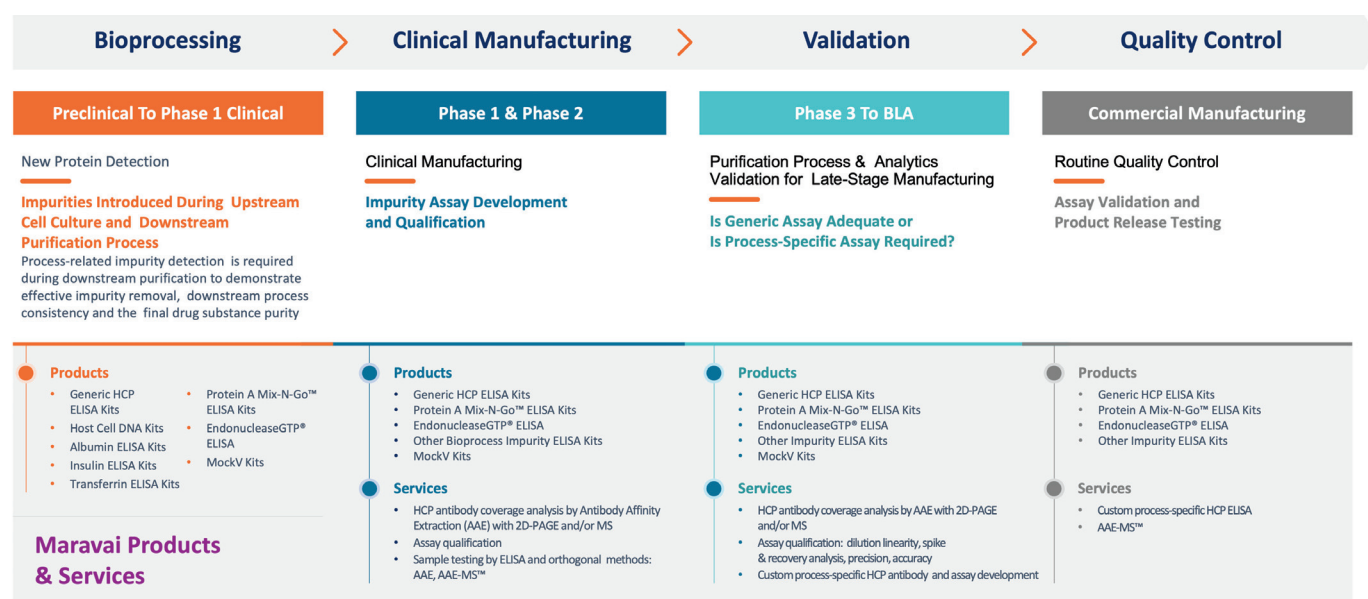 Bioprocessing
Clinical Manufacturing
Validation
Quality Control
Preclinical To Phase 1 Clinical
New Protein Detection
Impurities Introduced During Upstream
Cell Culture and Downstream
Purification Process
Process-related impurity detection is required
during downstream purification to demonstrate
effective impurity removal, downstream process
consistency and the final drug substance purity
Phase 1 & Phase 2
Clinical Manufacturing
Impurity Assay Development
and Qualification
Phase 3 To BLA
Purification Process & Analytics
Validation for Late-Stage Manufacturing
Is Generic Assay Adequate or
Is Process-Specific Assay Required?
Commercial Manufacturing
Routine Quality Control
Assay Validation and
Product Release Testing
Products
• Generic HCP
ELISA Kits
• Host Cell DNA Kits
• Albumin ELISA Kits
• Insulin ELISA Kits
• Transferrin ELISA Kits
• Protein A Mix-N-Go™
ELISA Kits
• EndonucleaseGTP®
ELISA
• MockV Kits
Maravai Products
& Services
Products
• Generic HCP ELISA Kits
• Protein A Mix-N-Go™ ELISA Kits
• EndonucleaseGTP® ELISA
• Other Bioprocess Impurity ELISA Kits
• MockV Kits
Services
• HCP antibody coverage analysis by Antibody Affinity
Extraction (AAE) with 2D-PAGE and/or MS
• Assay qualification
• Sample testing by ELISA and orthogonal methods:
AAE, AAE-MS™
Products
• Generic HCP ELISA Kits
• Protein A Mix-N-Go™ ELISA Kits
• EndonucleaseGTP® ELISA
• Other Impurity ELISA Kits
• MockV Kits
Services
• HCP antibody coverage analysis by AAE with 2D-PAGE
and/or MS
• Assay qualification: dilution linearity, spike
& recovery analysis, precision, accuracy
• Custom process-specific HCP antibody and assay development
Products
• Generic HCP ELISA Kits
• Protein A Mix-N-Go™ ELISA Kits
• EndonucleaseGTP® ELISA
• Other Impurity ELISA Kits
Services
• Custom process-specific HCP ELISA
• AAE-MS™